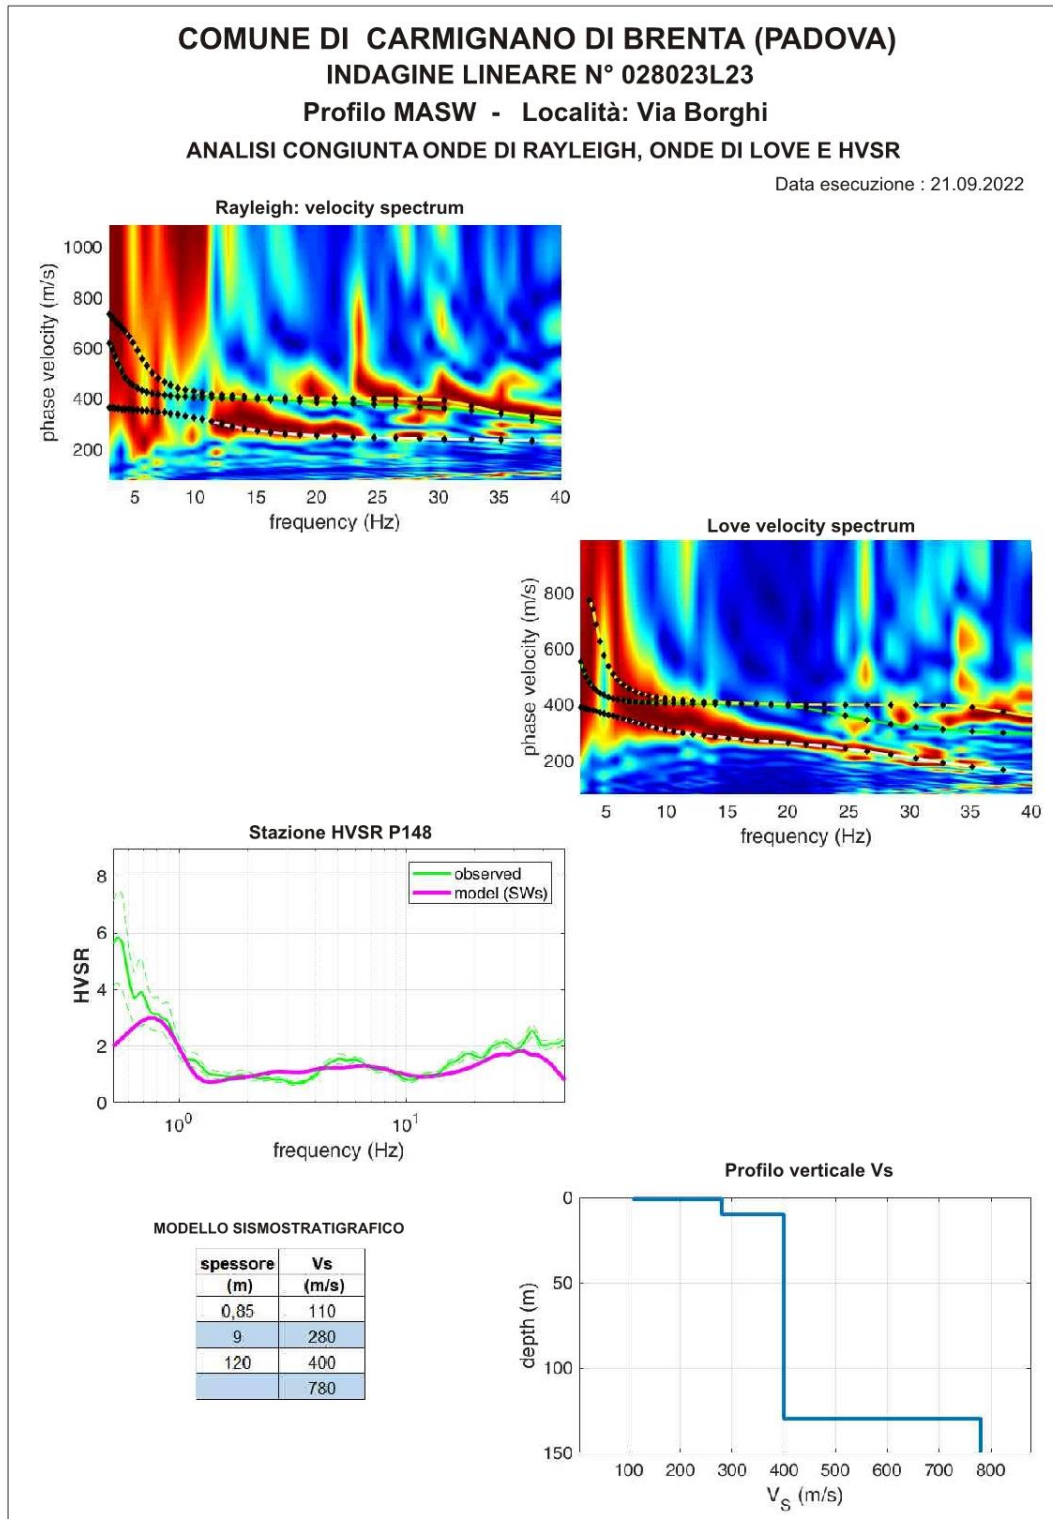 COMUNE DI CARMIGNANO DI BRENTA (PADOVA)
INDAGINE LINEARE N° 028023L23
Profilo MASW - Località: Via Borghi
ANALISI CONGIUNTA ONDE DI RAYLEIGH, ONDE DI LOVE E HVSR
Data esecuzione : 21.09.2022
Rayleigh: velocity spectrum
phase velocity (m/s)
1000
800
600
400
200
5 10 15 20 25 30 35 40
frequency (Hz)
Love velocity spectrum
phase velocity (m/s)
800
600
400
200
5 10 15 20 25 30 35 40
frequency (Hz)
Stazione HVSR P148
HVSR
8
6
4
2
0
observed
model (SWs)
10⁰ 10¹
frequency (Hz)
MODELLO SISMOSTRATIGRAFICO
spessore Vs
(m) (m/s)
0,85 110
9 280
120 400
780
Profilo verticale Vs
depth (m)
0
50
100
150
100 200 300 400 500 600 700 800
V_S (m/s)